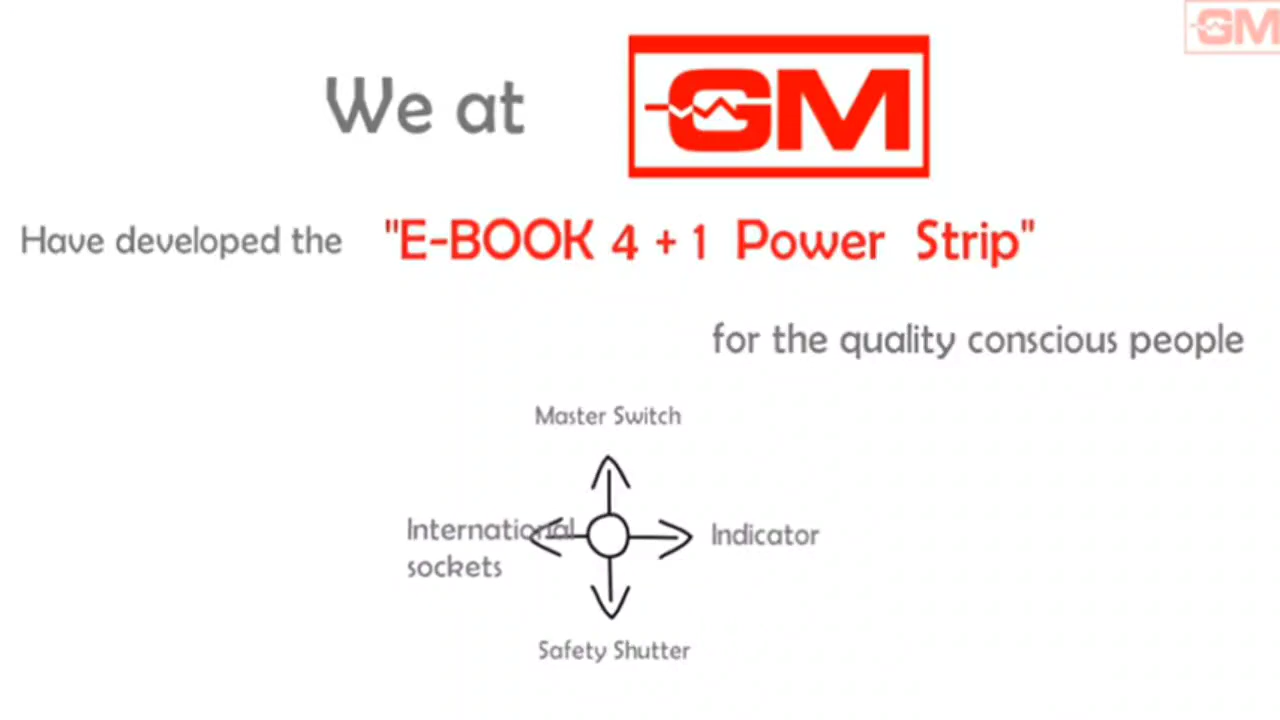 GM
We at GM
Have developed the "E-BOOK 4 + 1 Power Strip"
for the quality conscious people
Master Switch
International
sockets
Indicator
Safety Shutter